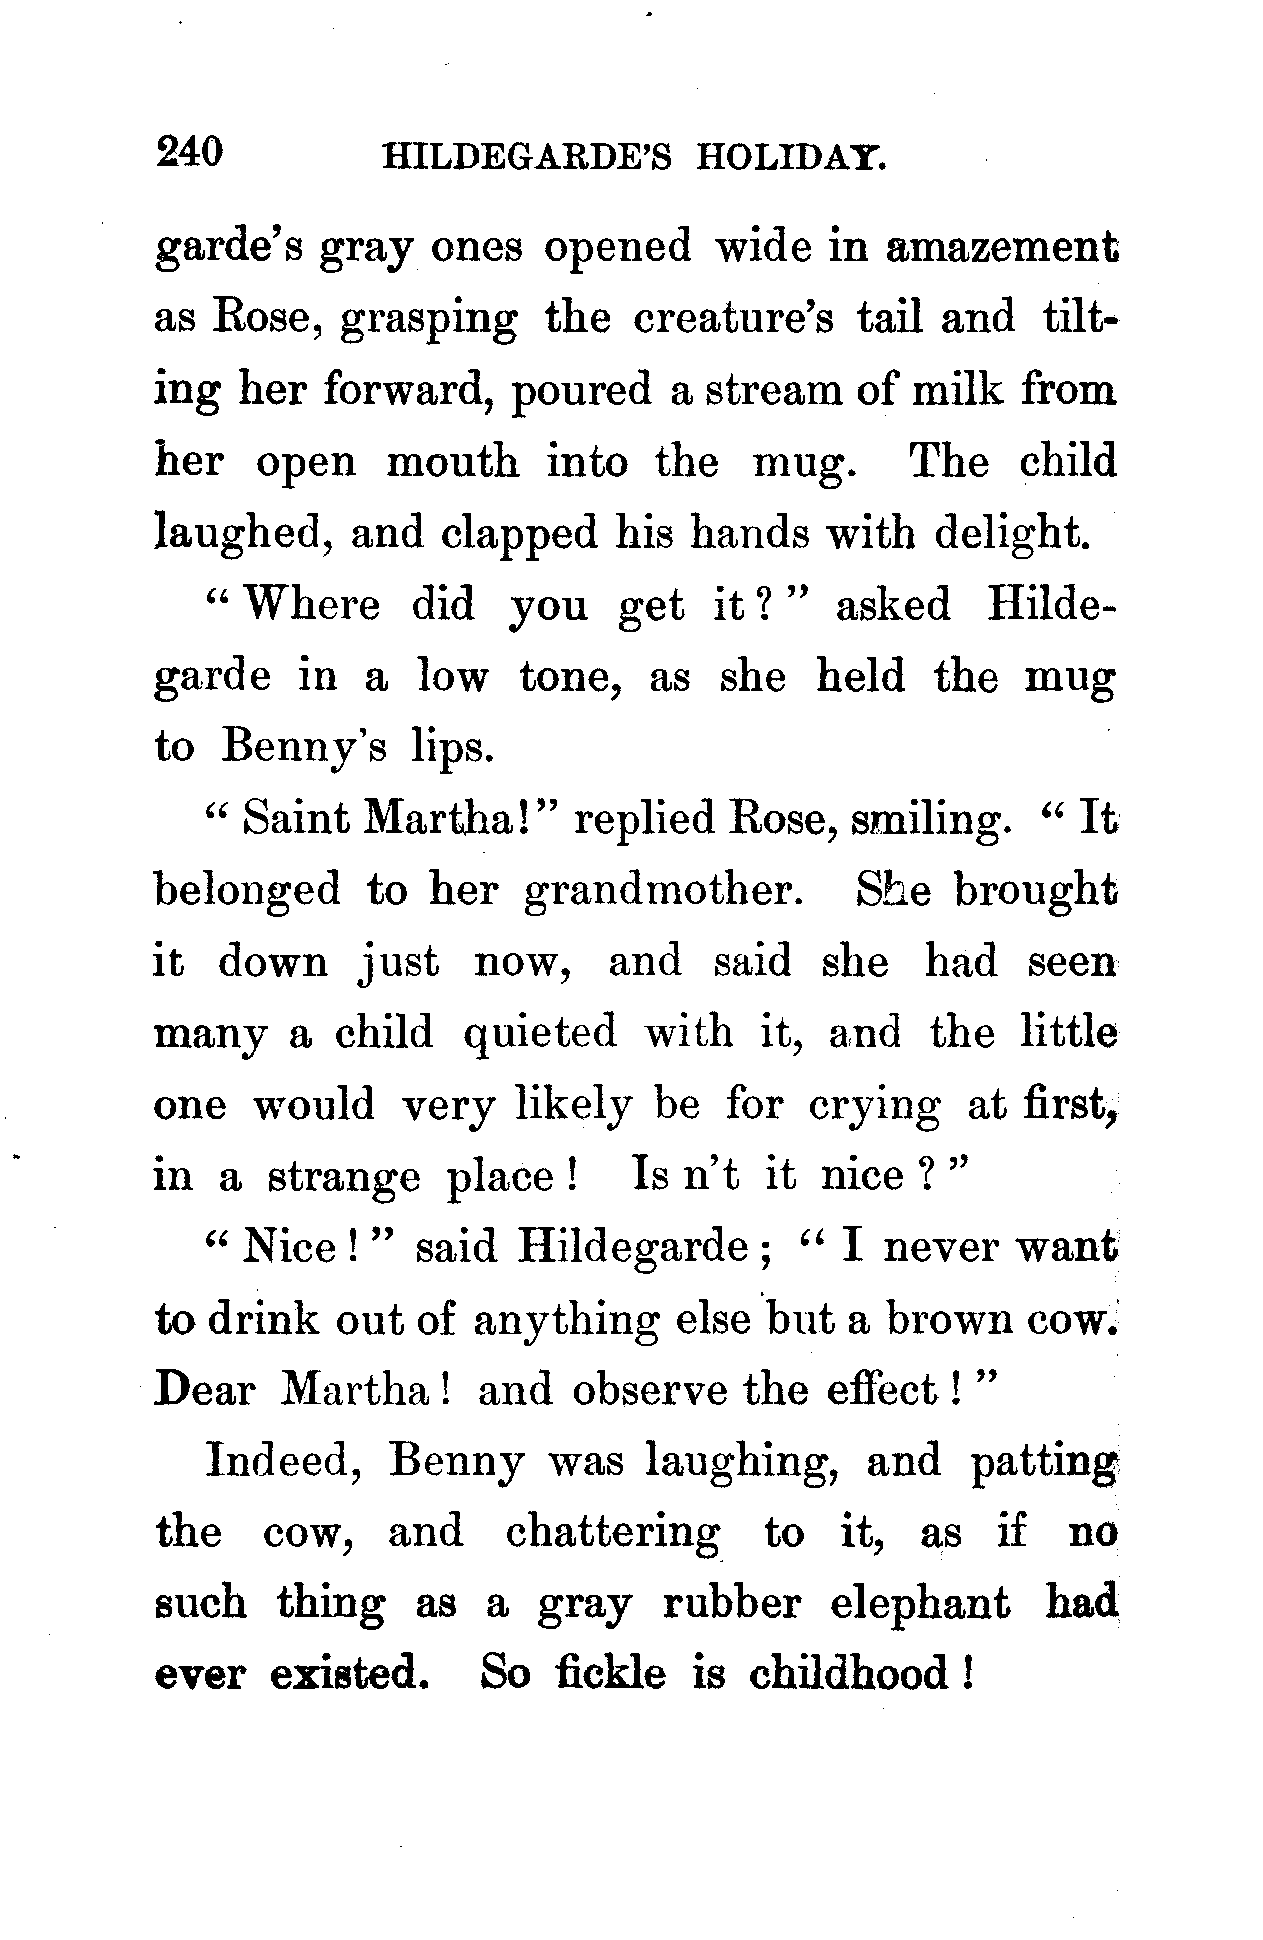 240 HILDEGARDE'S HOLIDAY.
garde's gray ones opened wide in amazement
as Rose, grasping the creature's tail and tilt-
ing her forward, poured a stream of milk from
her open mouth into the mug. The child
laughed, and clapped his hands with delight.
“ Where did you get it ? ” asked Hilde-
garde in a low tone, as she held the mug
to Benny's lips.
“ Saint Martha! ” replied Rose, smiling. “ It
belonged to her grandmother. She brought
it down just now, and said she had seen
many a child quieted with it, and the little
one would very likely be for crying at first,
in a strange place ! Is n't it nice ? ”
“ Nice ! ” said Hildegarde ; “ I never want
to drink out of anything else but a brown cow.
Dear Martha ! and observe the effect ! ”
Indeed, Benny was laughing, and patting
the cow, and chattering to it, as if no
such thing as a gray rubber elephant had
ever existed. So fickle is childhood !